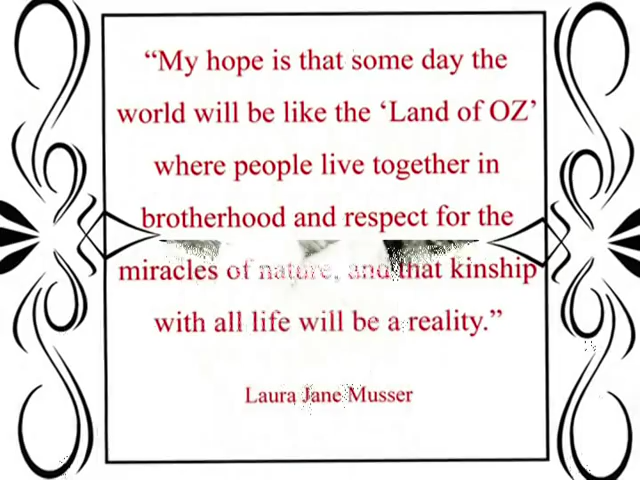 “My hope is that some day the
world will be like the ‘Land of OZ’
where people live together in
brotherhood and respect for the
miracles of nature, and that kinship
with all life will be a reality.”
Laura Jane Musser